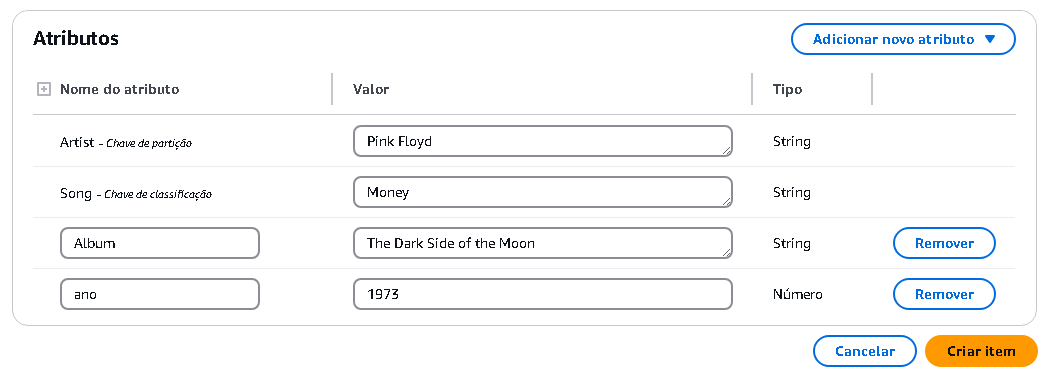 Atributos
Adicionar novo atributo
Nome do atributo Valor Tipo
Artist - Chave de partição Pink Floyd String
Song - Chave de classificação Money String
Album The Dark Side of the Moon String Remover
ano 1973 Número Remover
Cancelar Criar item